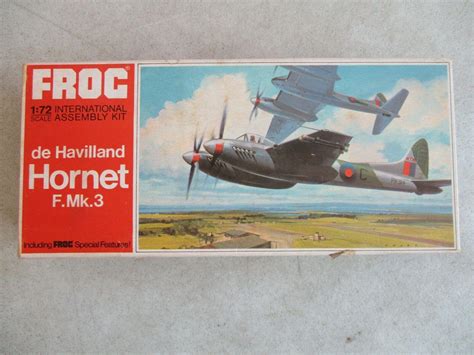 FROG
1:72 INTERNATIONAL
SCALE ASSEMBLY KIT
de Havilland
Hornet
F.Mk.3
Including FROG Special Features!
C